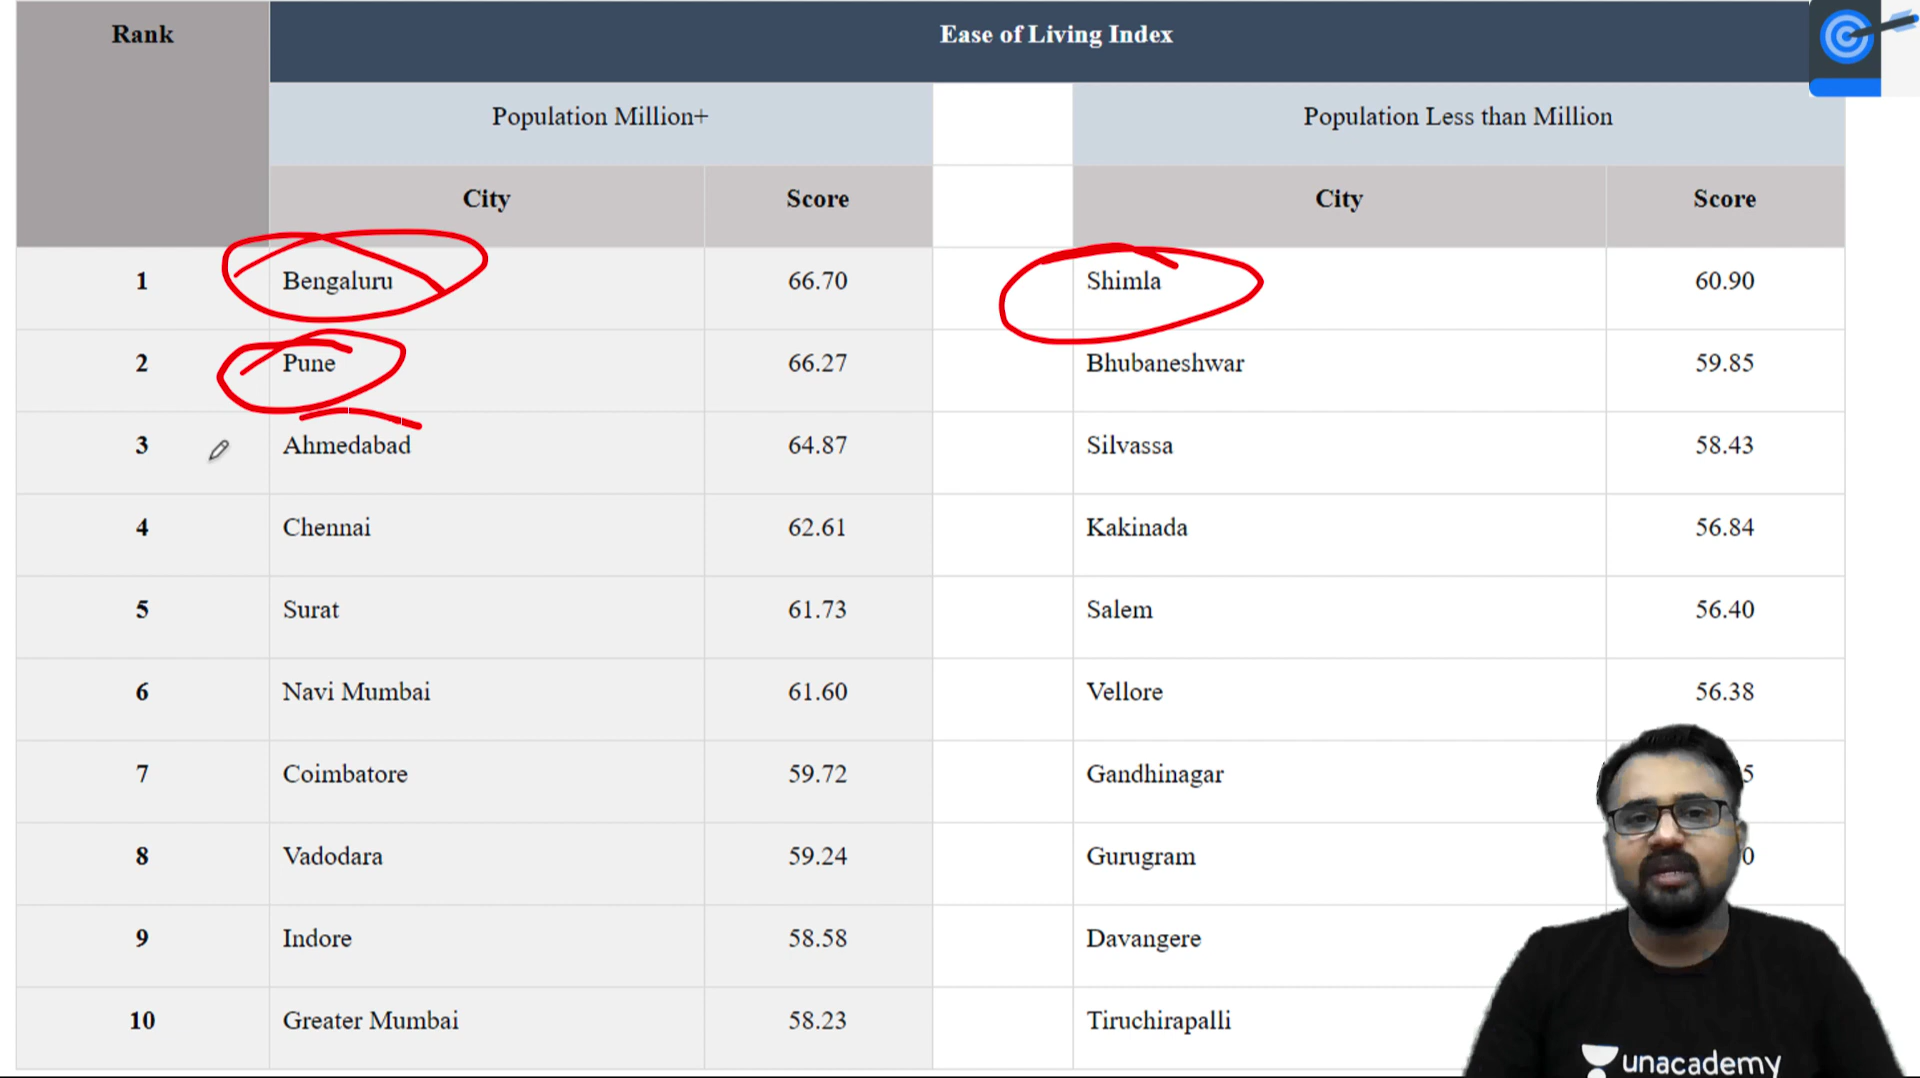 Rank Ease of Living Index
Population Million+ Population Less than Million
City Score City Score
1 Bengaluru 66.70 Shimla 60.90
2 Pune 66.27 Bhubaneshwar 59.85
3 Ahmedabad 64.87 Silvassa 58.43
4 Chennai 62.61 Kakinada 56.84
5 Surat 61.73 Salem 56.40
6 Navi Mumbai 61.60 Vellore 56.38
7 Coimbatore 59.72 Gandhinagar
8 Vadodara 59.24 Gurugram
9 Indore 58.58 Davangere
10 Greater Mumbai 58.23 Tiruchirapalli
unacademy